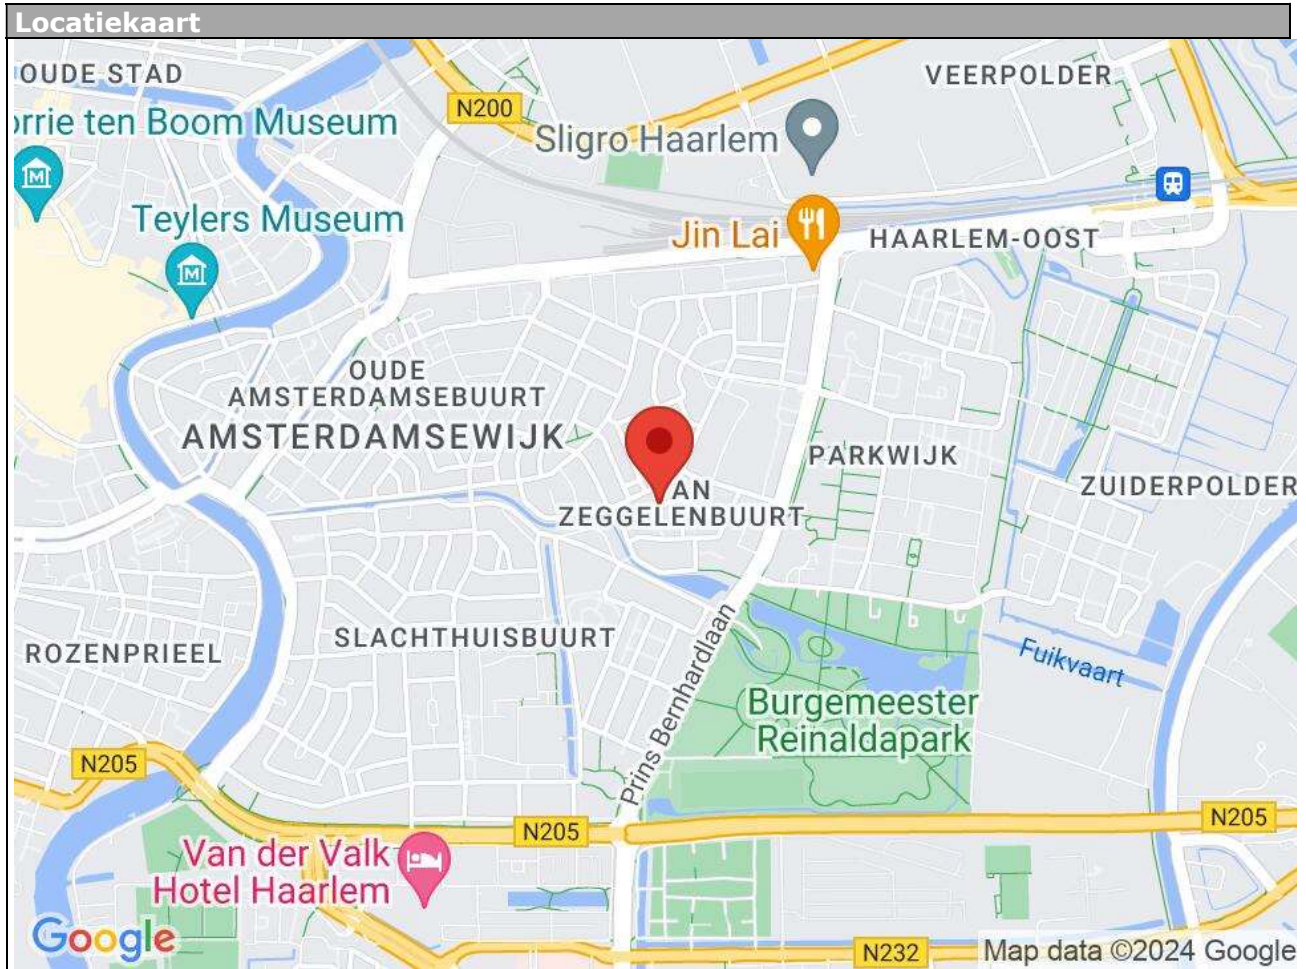 Locatiekaart
OUDE STAD
VEERPOLDER
N200
orrie ten Boom Museum
Sligro Haarlem
Teylers Museum
Jin Lai
HAARLEM-OOST
OUDE
AMSTERDAMSEBUURT
AMSTERDAMSEWIJK
PARKWIJK
ZUIDERPOLDER
AN
ZEGGELENBUURT
SLACHTHUISBUURT
ROZENPRIEEL
Prins Bernhardlaan
Fuikvaart
Burgemeester
Reinaldapark
N205
N205
N205
Van der Valk
Hotel Haarlem
Google
N232
Map data ©2024 Google